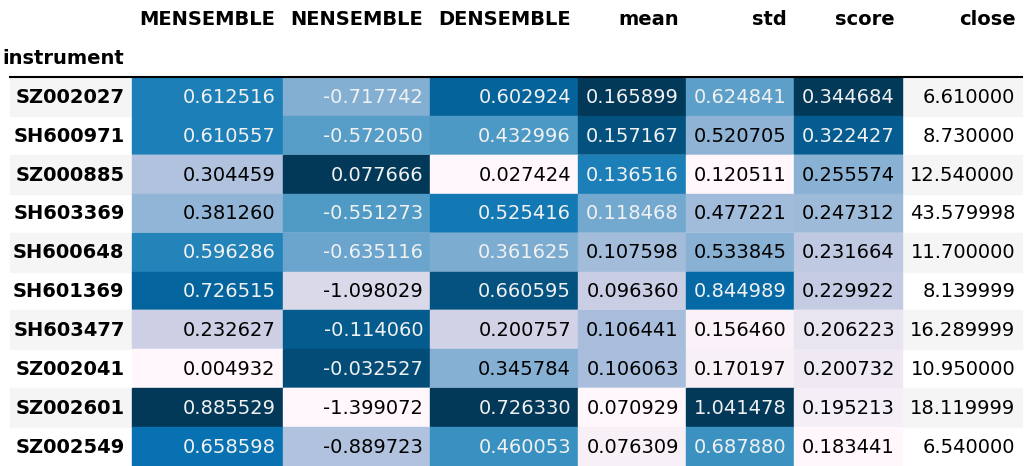 MENSEMBLE NENSEMBLE DENSEMBLE mean std score close
instrument
SZ002027 0.612516 -0.717742 0.602924 0.165899 0.624841 0.344684 6.610000
SH600971 0.610557 -0.572050 0.432996 0.157167 0.520705 0.322427 8.730000
SZ000885 0.304459 0.077666 0.027424 0.136516 0.120511 0.255574 12.540000
SH603369 0.381260 -0.551273 0.525416 0.118468 0.477221 0.247312 43.579998
SH600648 0.596286 -0.635116 0.361625 0.107598 0.533845 0.231664 11.700000
SH601369 0.726515 -1.098029 0.660595 0.096360 0.844989 0.229922 8.139999
SH603477 0.232627 -0.114060 0.200757 0.106441 0.156460 0.206223 16.289999
SZ002041 0.004932 -0.032527 0.345784 0.106063 0.170197 0.200732 10.950000
SZ002601 0.885529 -1.399072 0.726330 0.070929 1.041478 0.195213 18.119999
SZ002549 0.658598 -0.889723 0.460053 0.076309 0.687880 0.183441 6.540000